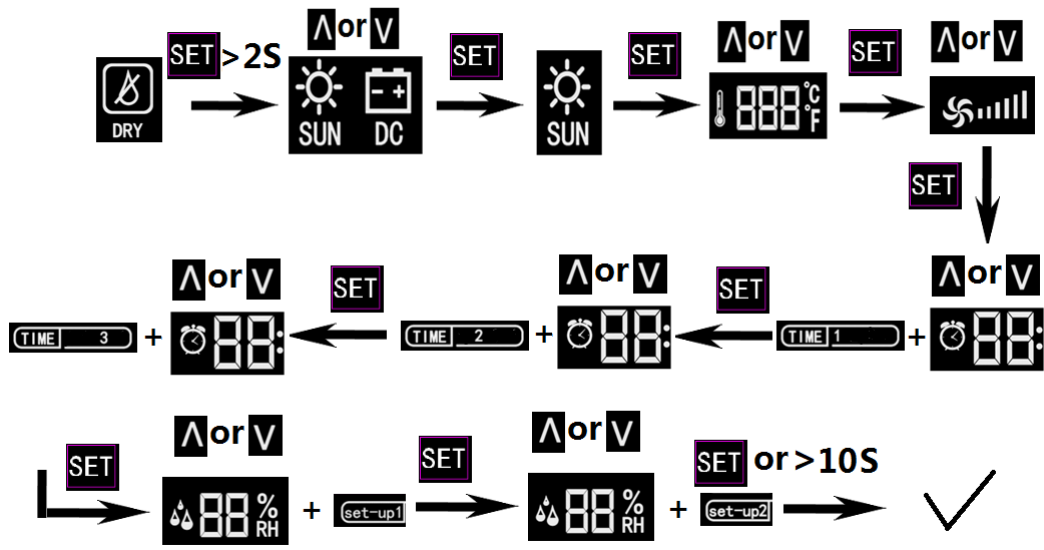 Λ or V Λ or V Λ or V
SET >2S SET SET SET
DRY SUN DC SUN 888 °C °F
SET
Λ or V SET Λ or V SET Λ or V
TIME 3 + 88: TIME 2 + 88: TIME 1 + 88:
SET Λ or V SET Λ or V SET or >10S
88 % RH + set-up1 88 % RH + set-up2